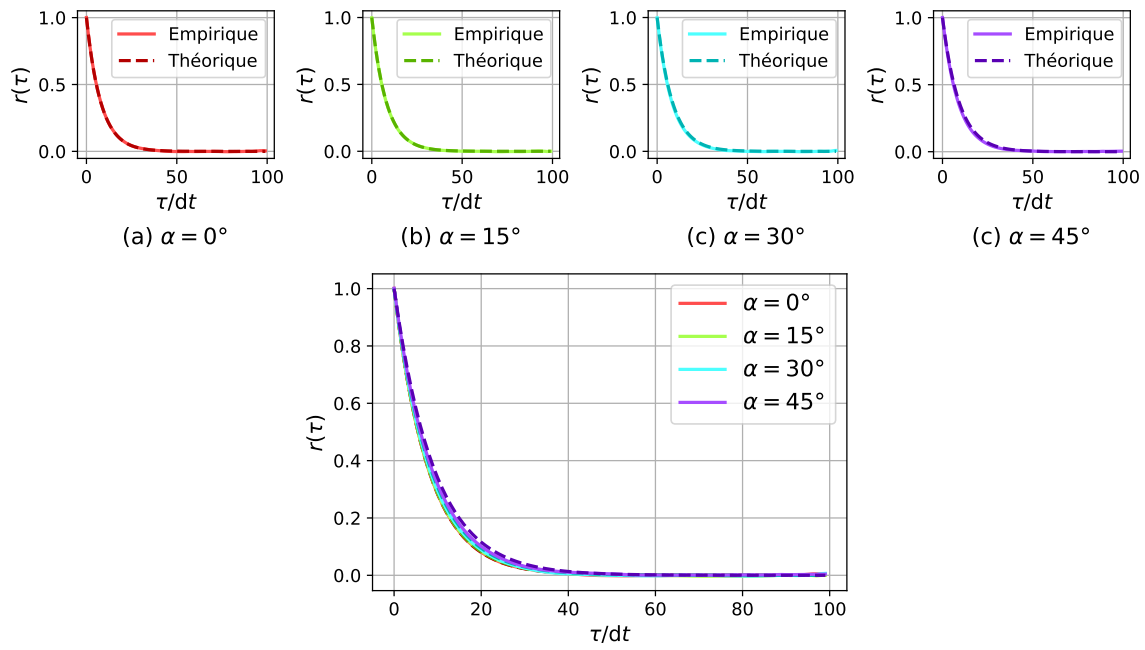 1.0
0.5
0.0
r(τ)
Empirique
Théorique
0 50 100
τ/dt
(a) α = 0°
1.0
0.5
0.0
r(τ)
Empirique
Théorique
0 50 100
τ/dt
(b) α = 15°
1.0
0.5
0.0
r(τ)
Empirique
Théorique
0 50 100
τ/dt
(c) α = 30°
1.0
0.5
0.0
r(τ)
Empirique
Théorique
0 50 100
τ/dt
(c) α = 45°
1.0
0.8
0.6
0.4
0.2
0.0
r(τ)
α = 0°
α = 15°
α = 30°
α = 45°
0 20 40 60 80 100
τ/dt